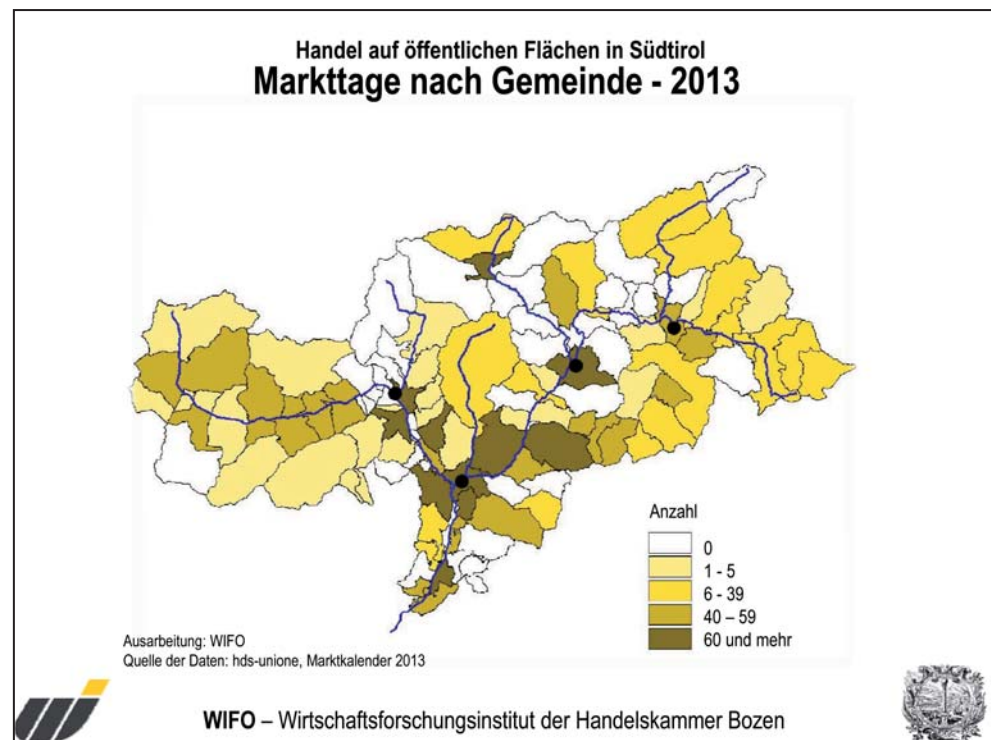 Handel auf öffentlichen Flächen in Südtirol
Markttage nach Gemeinde - 2013
Anzahl
0
1 - 5
6 - 39
40 – 59
60 und mehr
Ausarbeitung: WIFO
Quelle der Daten: hds-unione, Marktkalender 2013
WIFO – Wirtschaftsforschungsinstitut der Handelskammer Bozen